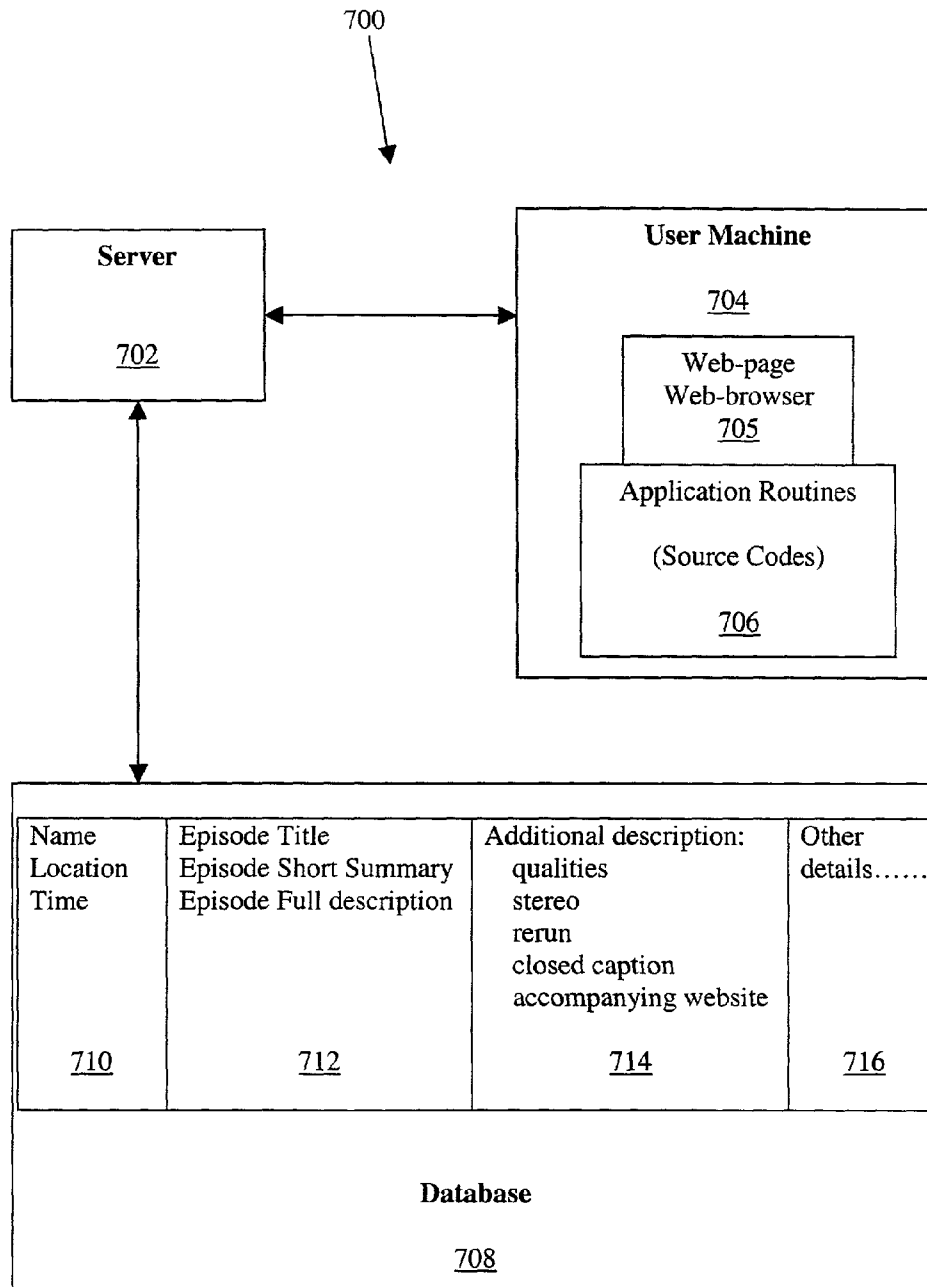 700
Server
702
User Machine
704
Web-page
Web-browser
705
Application Routines
(Source Codes)
706
Name
Location
Time
710
Episode Title
Episode Short Summary
Episode Full description
712
Additional description:
qualities
stereo
rerun
closed caption
accompanying website
714
Other
details......
716
Database
708